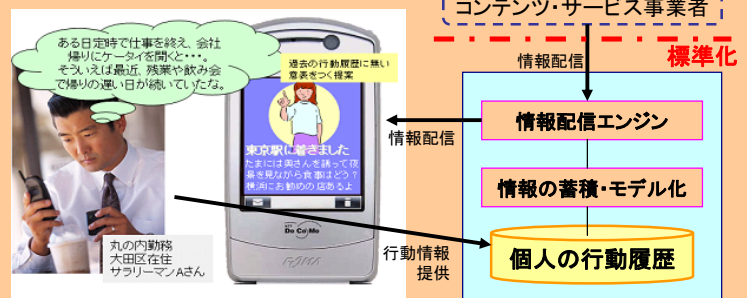 コンテンツ・サービス事業者
標準化
情報配信
ある日定時で仕事を終え、会社
帰りにケータイを開くと・・・。
そういえば最近、残業や飲み会
で帰りの遅い日が続いていたな。
過去の行動履歴に無い
意表をつく提案
情報配信エンジン
情報配信
東京駅に着きました
たまには奥さんを誘って夜
景を見ながら食事はどう？
横浜にお勧めの店あるよ
情報の蓄積・モデル化
NTT
DoCoMo
FOMA
行動情報
提供
個人の行動履歴
丸の内勤務
大田区在住
サラリーマンAさん